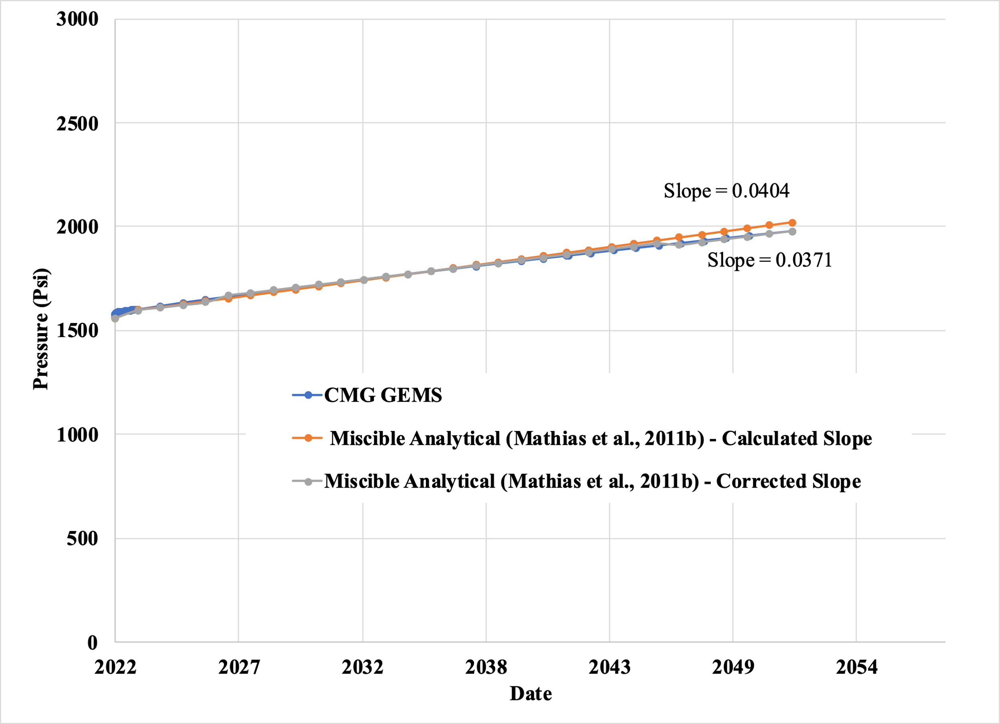 3000
2500
2000
1500
1000
500
0
Pressure (Psi)
Slope = 0.0404
Slope = 0.0371
CMG GEMS
Miscible Analytical (Mathias et al., 2011b) - Calculated Slope
Miscible Analytical (Mathias et al., 2011b) - Corrected Slope
2022 2027 2032 2038 2043 2049 2054
Date